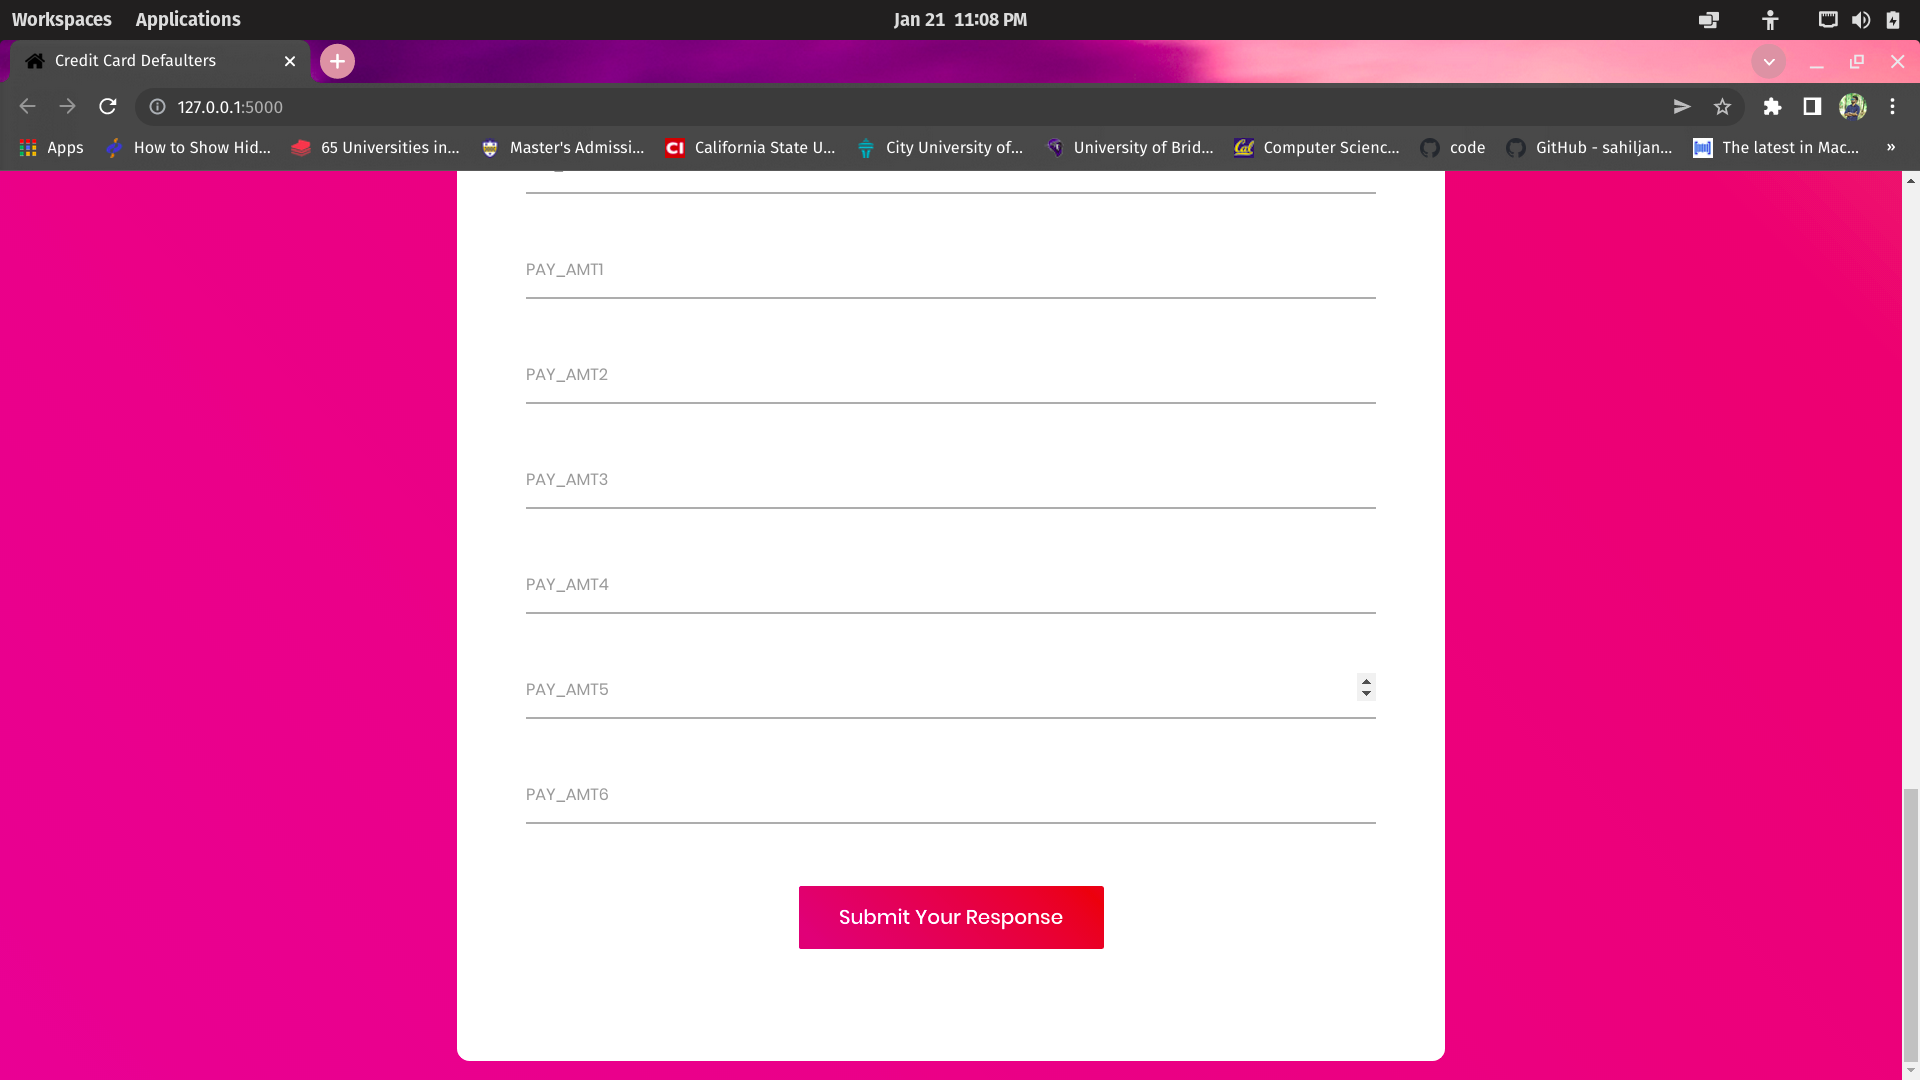 Workspaces Applications Jan 21 11:08 PM
Credit Card Defaulters
127.0.0.1:5000
Apps How to Show Hid... 65 Universities in... Master's Admissi... CI California State U... City University of... University of Brid... Cal Computer Scienc... code GitHub - sahiljan... The latest in Mac... »
PAY_AMT1
PAY_AMT2
PAY_AMT3
PAY_AMT4
PAY_AMT5
PAY_AMT6
Submit Your Response